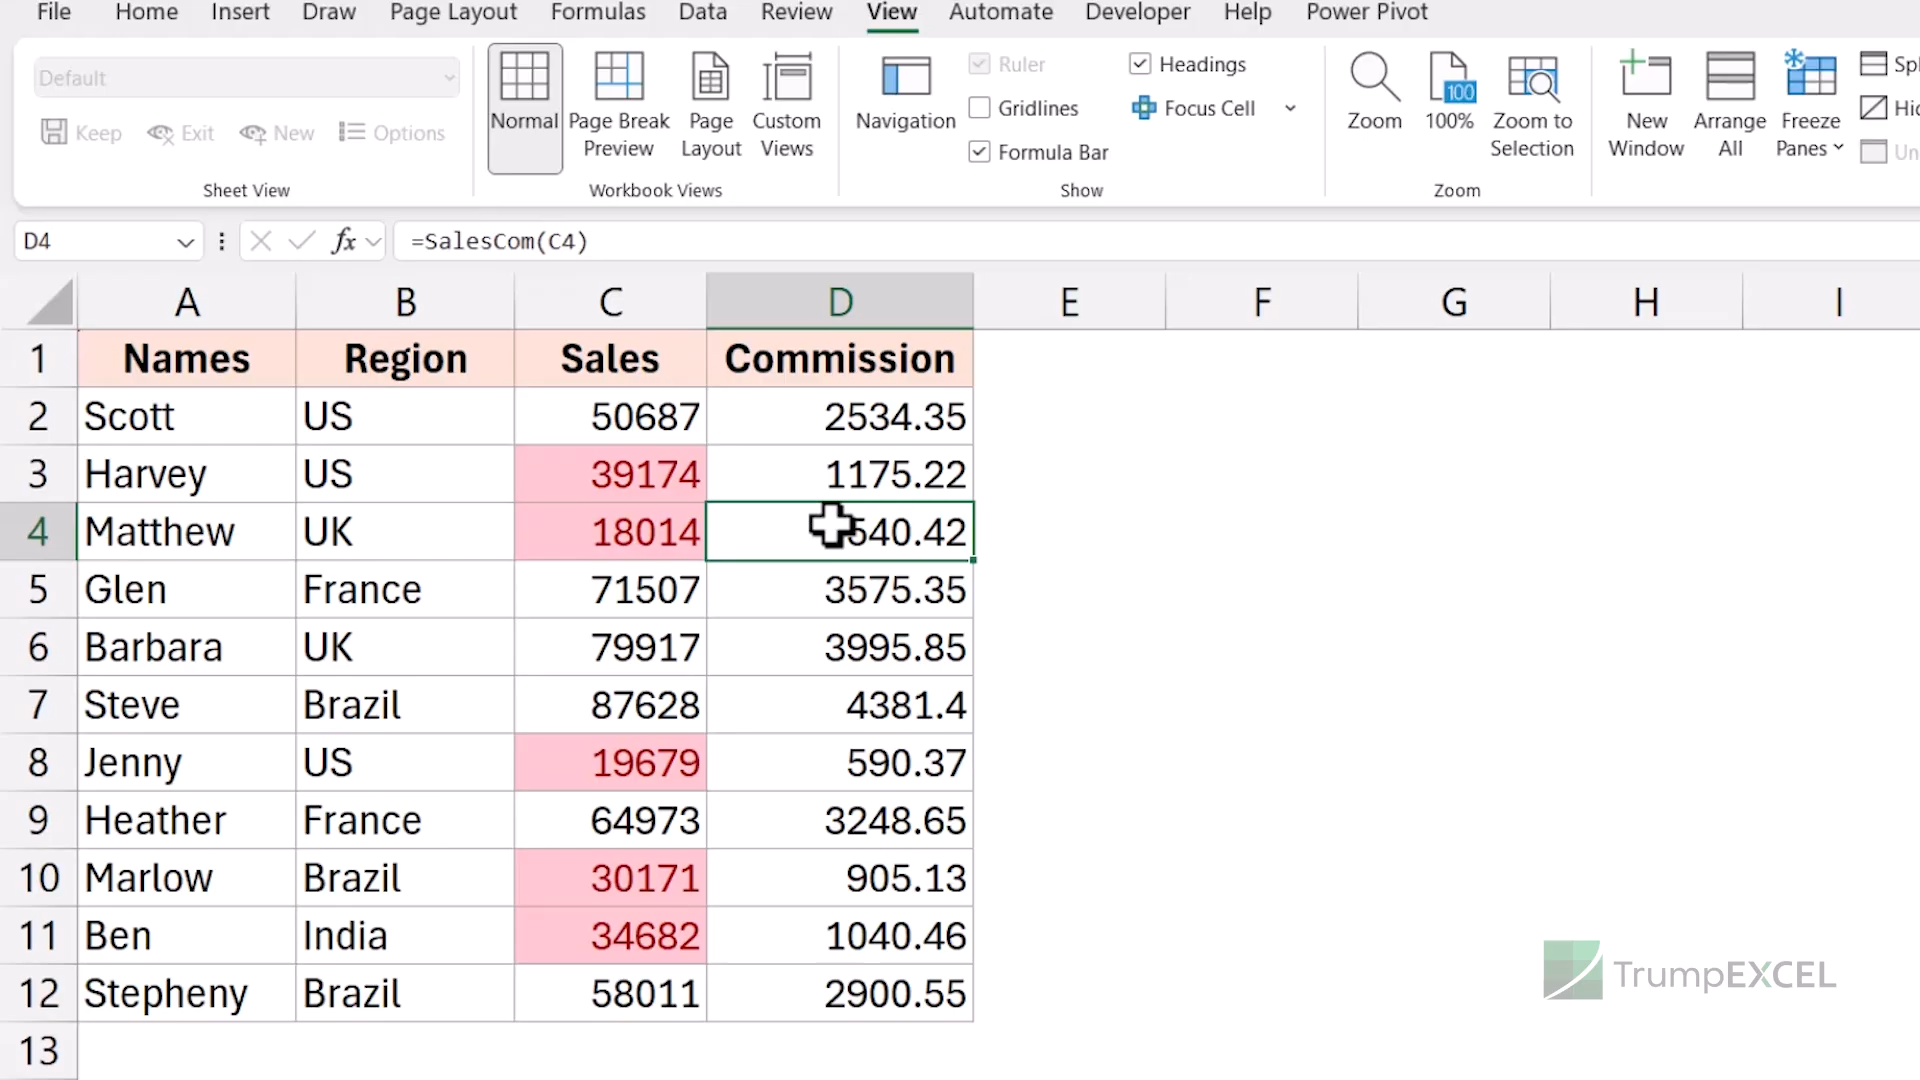 File Home Insert Draw Page Layout Formulas Data Review View Automate Developer Help Power Pivot
Default
Keep Exit New Options
Sheet View
Normal
Page Break Preview
Page Layout
Custom Views
Workbook Views
Navigation
Ruler
Gridlines
Formula Bar
Headings
Focus Cell
Show
Zoom
100
100%
Zoom to Selection
Zoom
New Window
Arrange All
Freeze Panes
D4 fx =SalesCom(C4)
A B C D E F G H I
1 Names Region Sales Commission
2 Scott US 50687 2534.35
3 Harvey US 39174 1175.22
4 Matthew UK 18014 540.42
5 Glen France 71507 3575.35
6 Barbara UK 79917 3995.85
7 Steve Brazil 87628 4381.4
8 Jenny US 19679 590.37
9 Heather France 64973 3248.65
10 Marlow Brazil 30171 905.13
11 Ben India 34682 1040.46
12 Stepheny Brazil 58011 2900.55
13
TrumpEXCEL